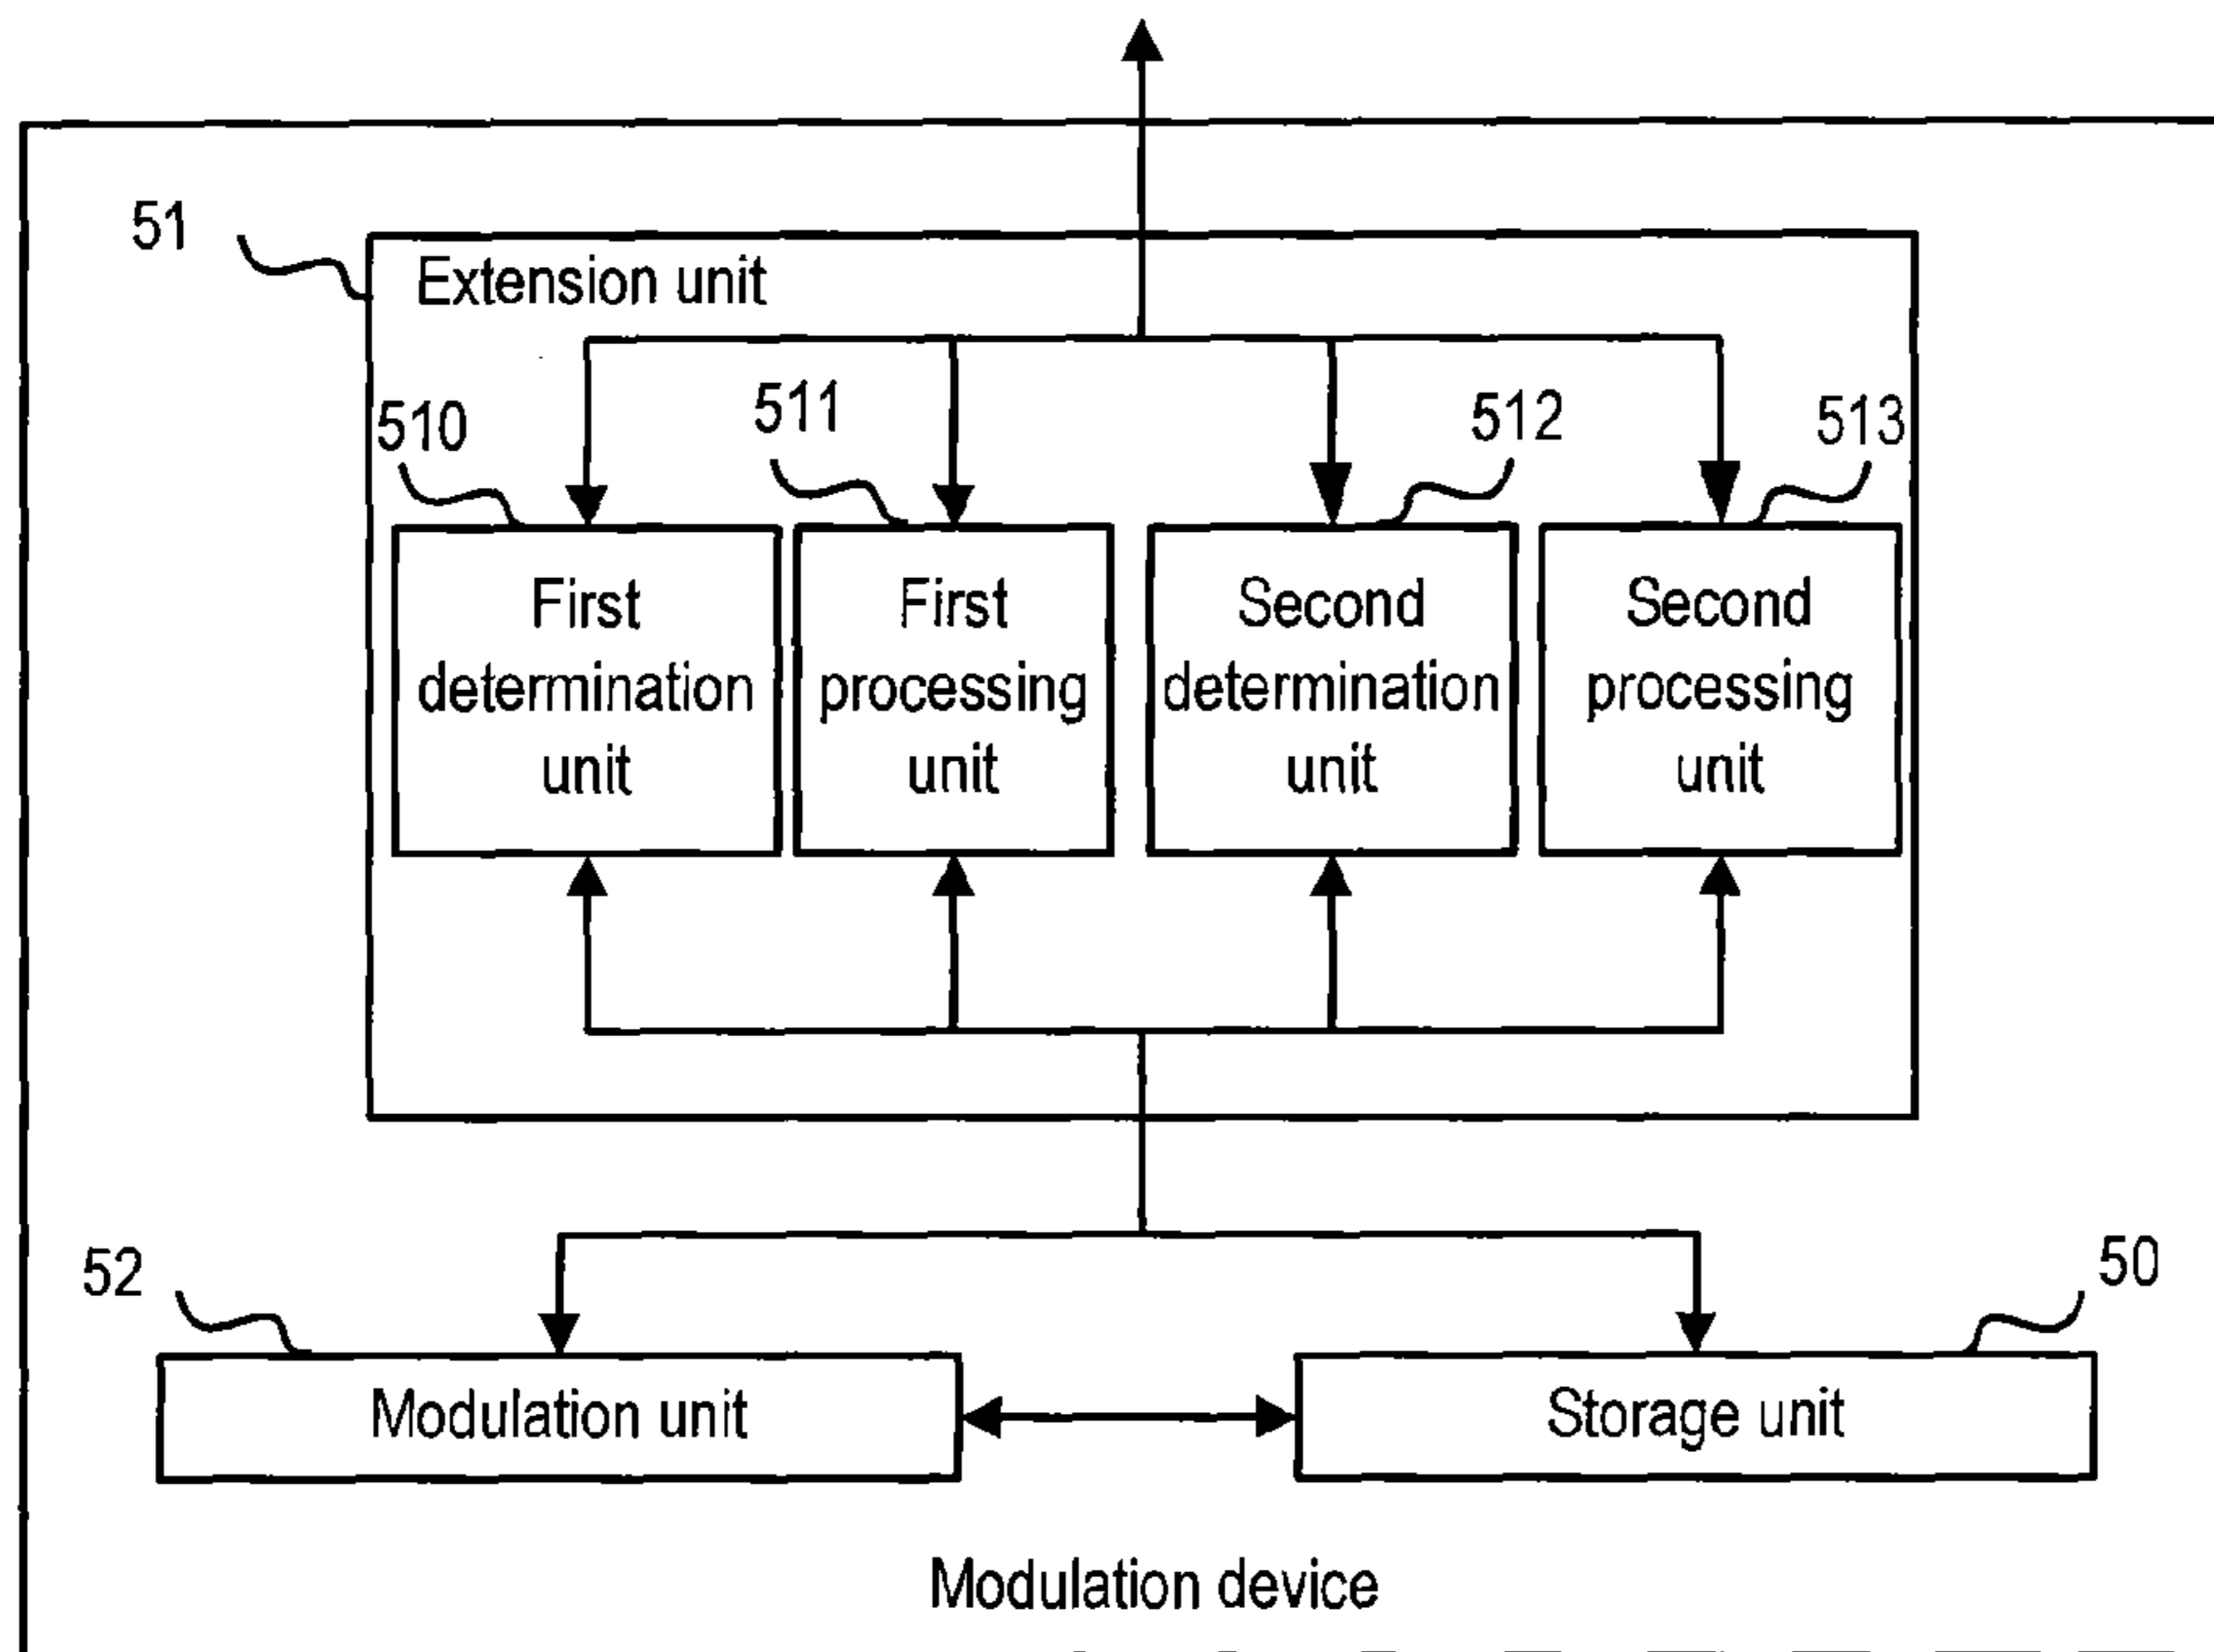 51
Extension unit
510
511
512
513
First
determination
unit
First
processing
unit
Second
determination
unit
Second
processing
unit
52
50
Modulation unit
Storage unit
Modulation device